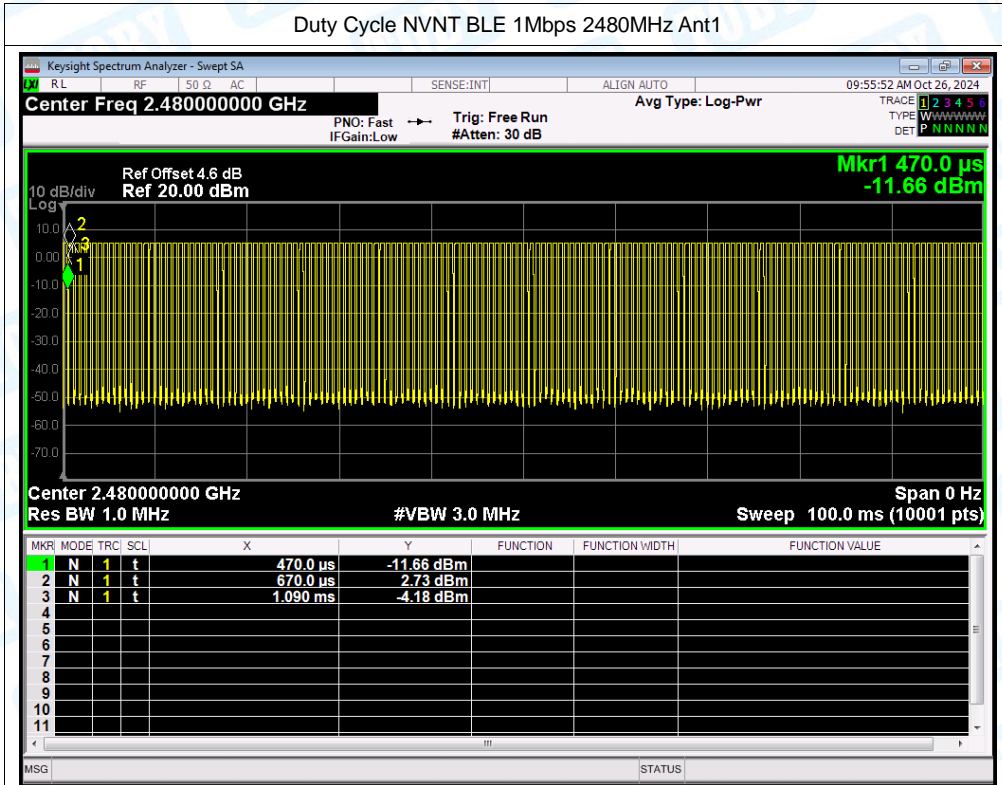 Duty Cycle NVNT BLE 1Mbps 2480MHz Ant1
Keysight Spectrum Analyzer - Swept SA
LXI RL RF 50 Ω AC SENSE:INT ALIGN AUTO 09:55:52 AM Oct 26, 2024
Center Freq 2.480000000 GHz Avg Type: Log-Pwr TRACE 1 2 3 4 5 6
PNO: Fast Trig: Free Run TYPE WWWWWW
IFGain:Low #Atten: 30 dB DET P N N N N N
Mkr1 470.0 µs
Ref Offset 4.6 dB
10 dB/div Ref 20.00 dBm -11.66 dBm
Log
10.0
0.00
-10.0
-20.0
-30.0
-40.0
-50.0
-60.0
-70.0
2
3
1
Center 2.480000000 GHz Span 0 Hz
Res BW 1.0 MHz #VBW 3.0 MHz Sweep 100.0 ms (10001 pts)
MKR MODE TRC SCL X Y FUNCTION FUNCTION WIDTH FUNCTION VALUE
1 N 1 t 470.0 µs -11.66 dBm
2 N 1 t 670.0 µs 2.73 dBm
3 N 1 t 1.090 ms -4.18 dBm
4
5
6
7
8
9
10
11
MSG STATUS